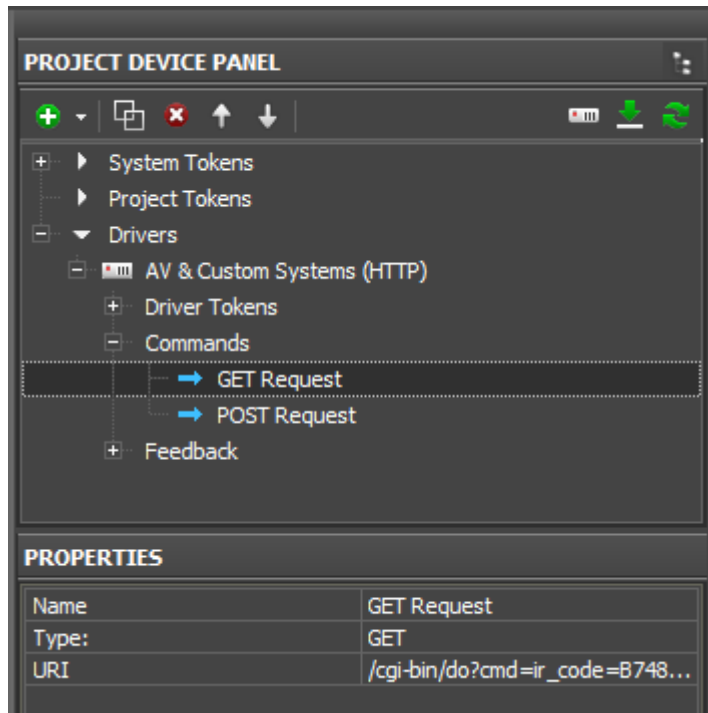 PROJECT DEVICE PANEL
System Tokens
Project Tokens
Drivers
AV & Custom Systems (HTTP)
Driver Tokens
Commands
GET Request
POST Request
Feedback
PROPERTIES
Name GET Request
Type: GET
URI /cgi-bin/do?cmd=ir_code=B748...